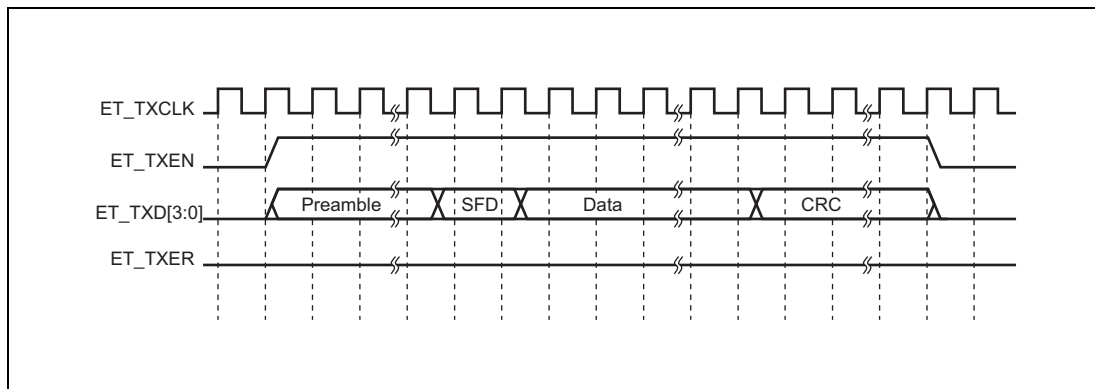 ET_TXCLK
ET_TXEN
ET_TXD[3:0]
Preamble SFD Data CRC
ET_TXER